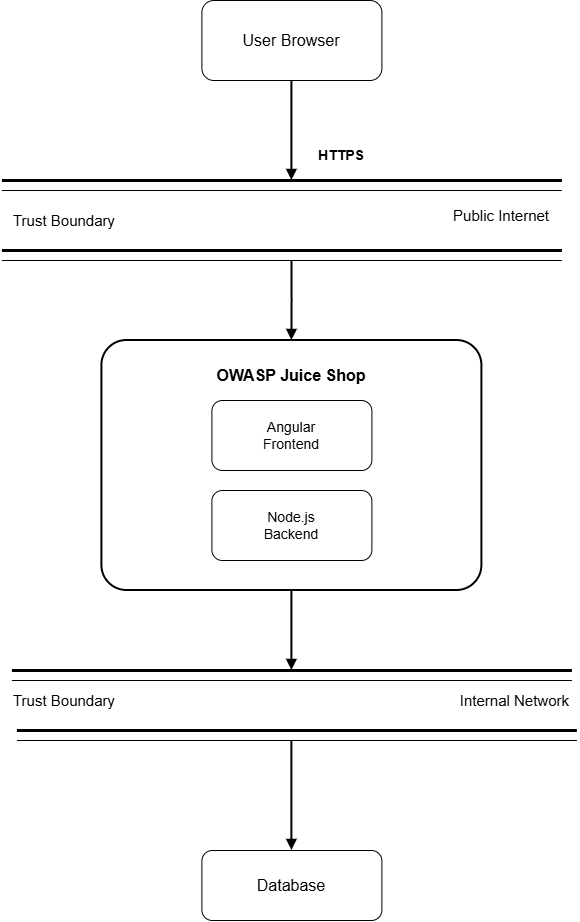 User Browser
HTTPS
Trust Boundary
Public Internet
OWASP Juice Shop
Angular
Frontend
Node.js
Backend
Trust Boundary
Internal Network
Database